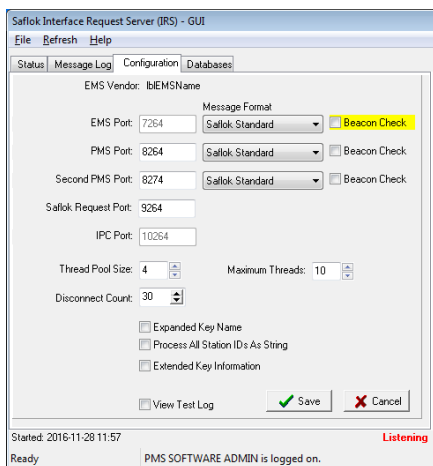 Saflok Interface Request Server (IRS) - GUI
File Refresh Help
Status Message Log Configuration Databases
EMS Vendor: lblEMSName
Message Format
EMS Port: 7264 Saflok Standard Beacon Check
PMS Port: 8264 Saflok Standard Beacon Check
Second PMS Port: 8274 Saflok Standard Beacon Check
Saflok Request Port: 9264
IPC Port: 10264
Thread Pool Size: 4 Maximum Threads: 10
Disconnect Count: 30
Expanded Key Name
Process All Station IDs As String
Extended Key Information
View Test Log Save Cancel
Started: 2016-11-28 11:57 Listening
Ready PMS SOFTWARE ADMIN is logged on.